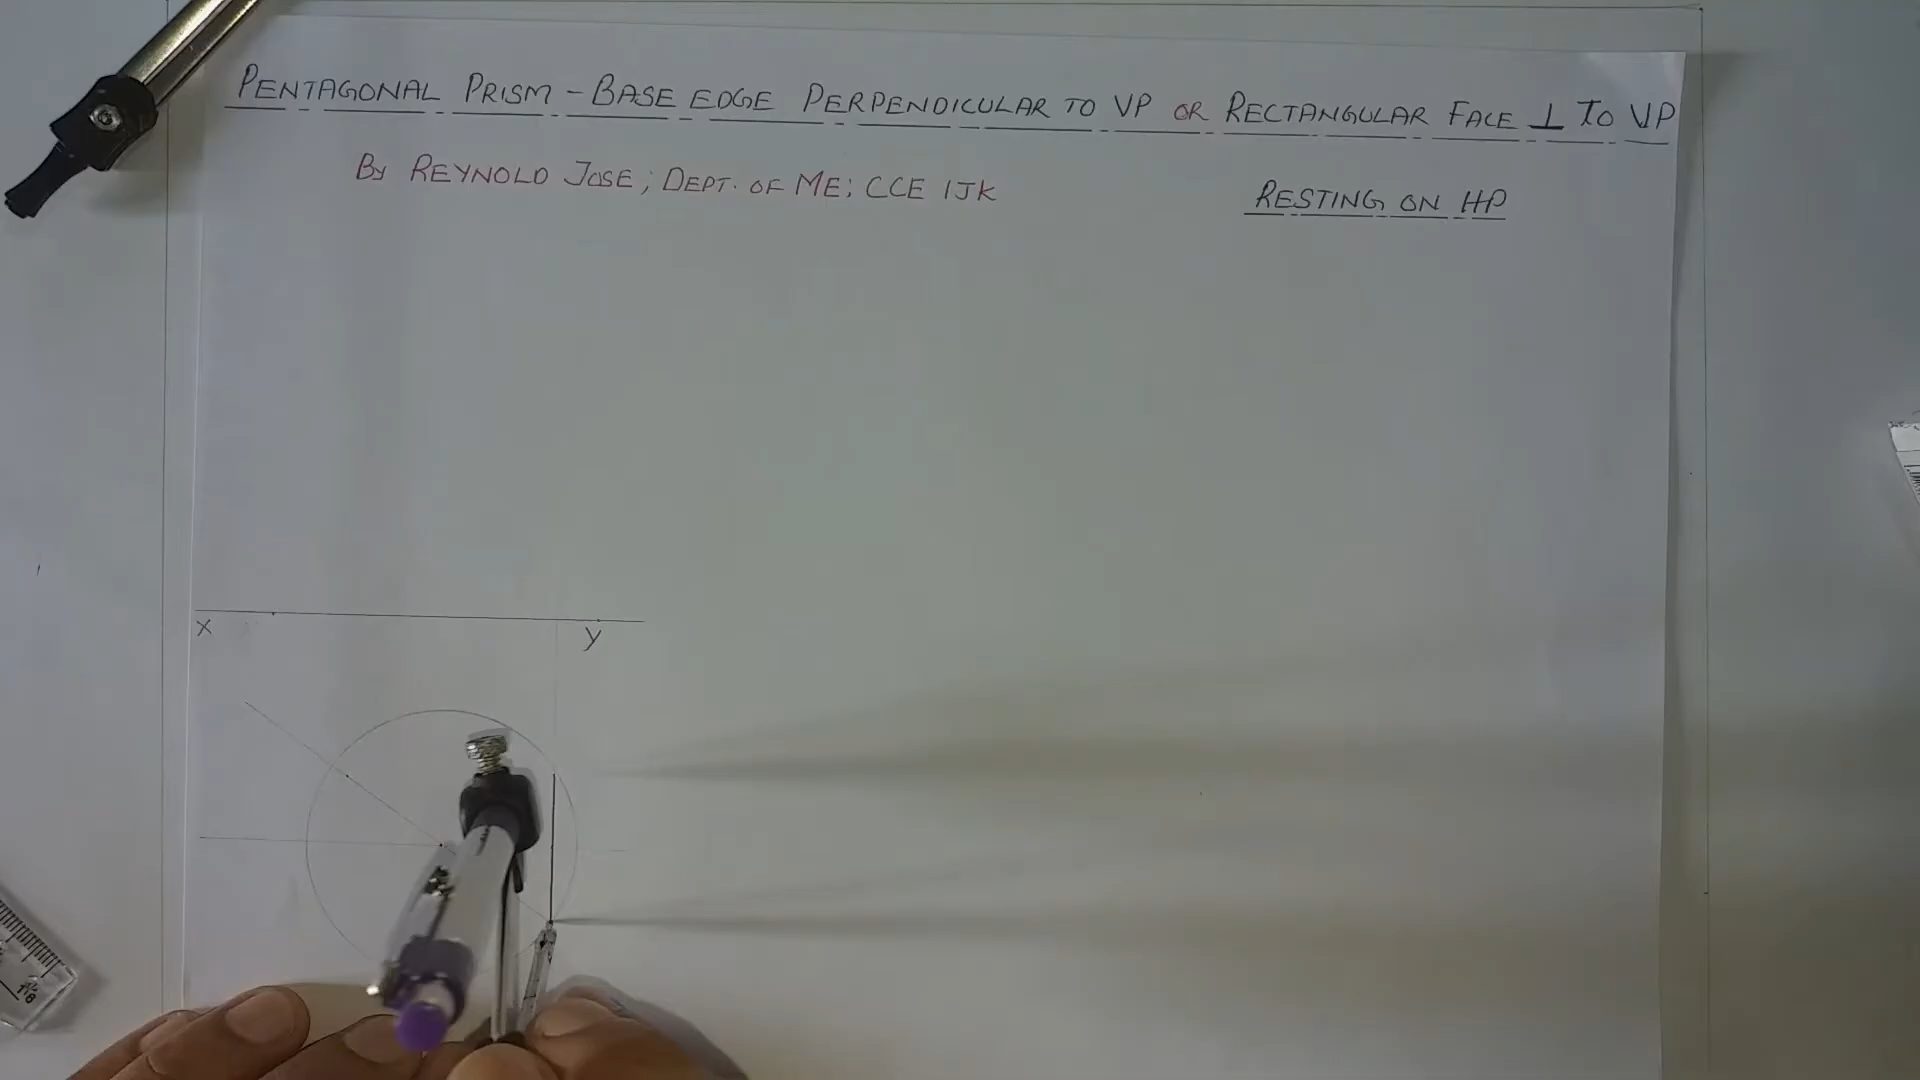 PENTAGONAL PRISM - BASE EDGE PERPENDICULAR TO VP OR RECTANGULAR FACE ⊥ TO VP
By REYNOLD JOSE; DEPT. OF ME; CCE IJK
RESTING ON HP
X
y